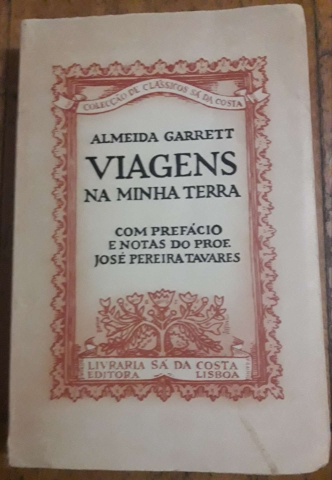 COLECÇÃO DE CLÁSSICOS SÁ DA COSTA
ALMEIDA GARRETT
VIAGENS
NA MINHA TERRA
COM PREFÁCIO
E NOTAS DO PROF.
JOSÉ PEREIRA TAVARES
LIVRARIA SÁ DA COSTA
EDITORA LISBOA